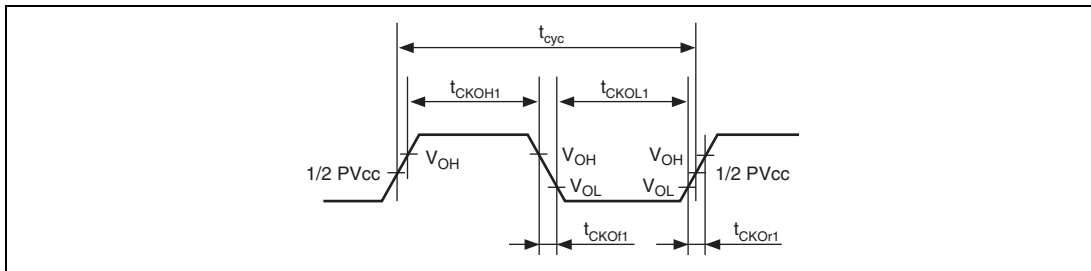 tcyc
tCKOH1 tCKOL1
1/2 PVcc VOH VOH VOH 1/2 PVcc
VOL VOL
tCKOf1 tCKOr1